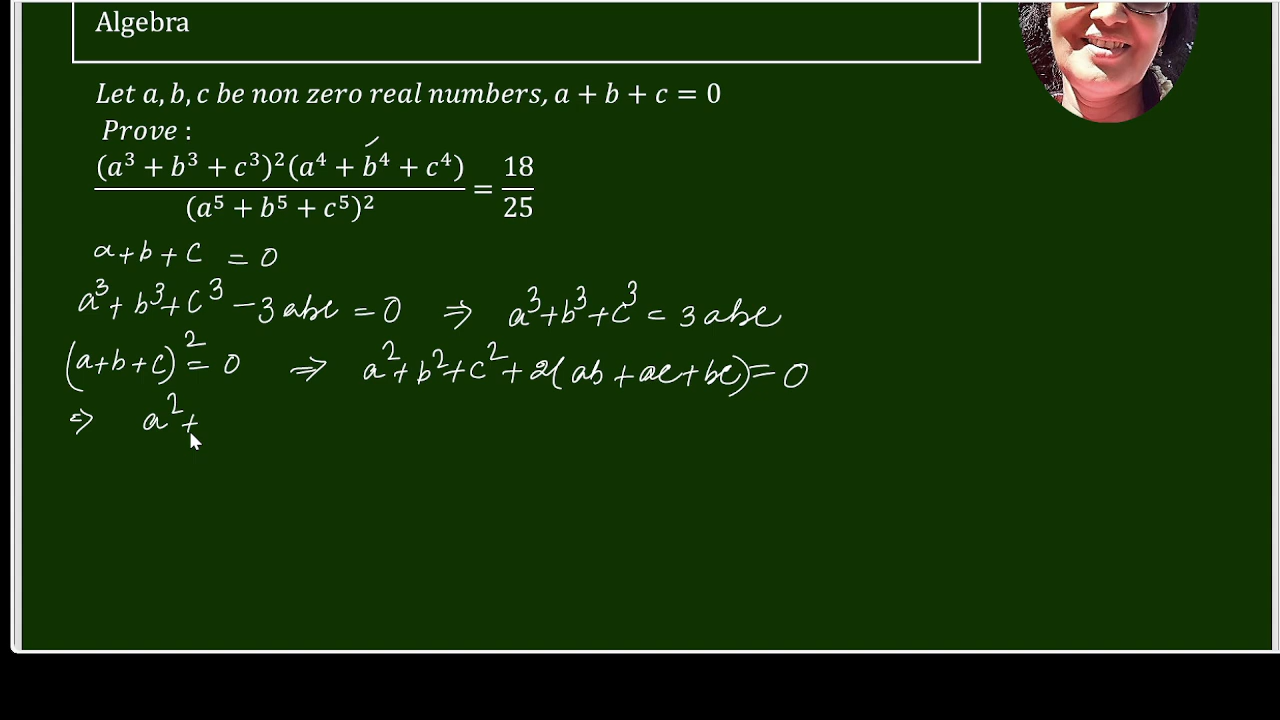 Algebra
Let a, b, c be non zero real numbers, a + b + c = 0
Prove :
(a³ + b³ + c³)²(a⁴ + b⁴ + c⁴)
(a⁵ + b⁵ + c⁵)²
= 18
25
a+b+c = 0
a³+b³+c³-3abc = 0 ⇒ a³+b³+c³ = 3abc
(a+b+c)² = 0 ⇒ a²+b²+c²+2(ab+ac+bc)=0
⇒ a²+